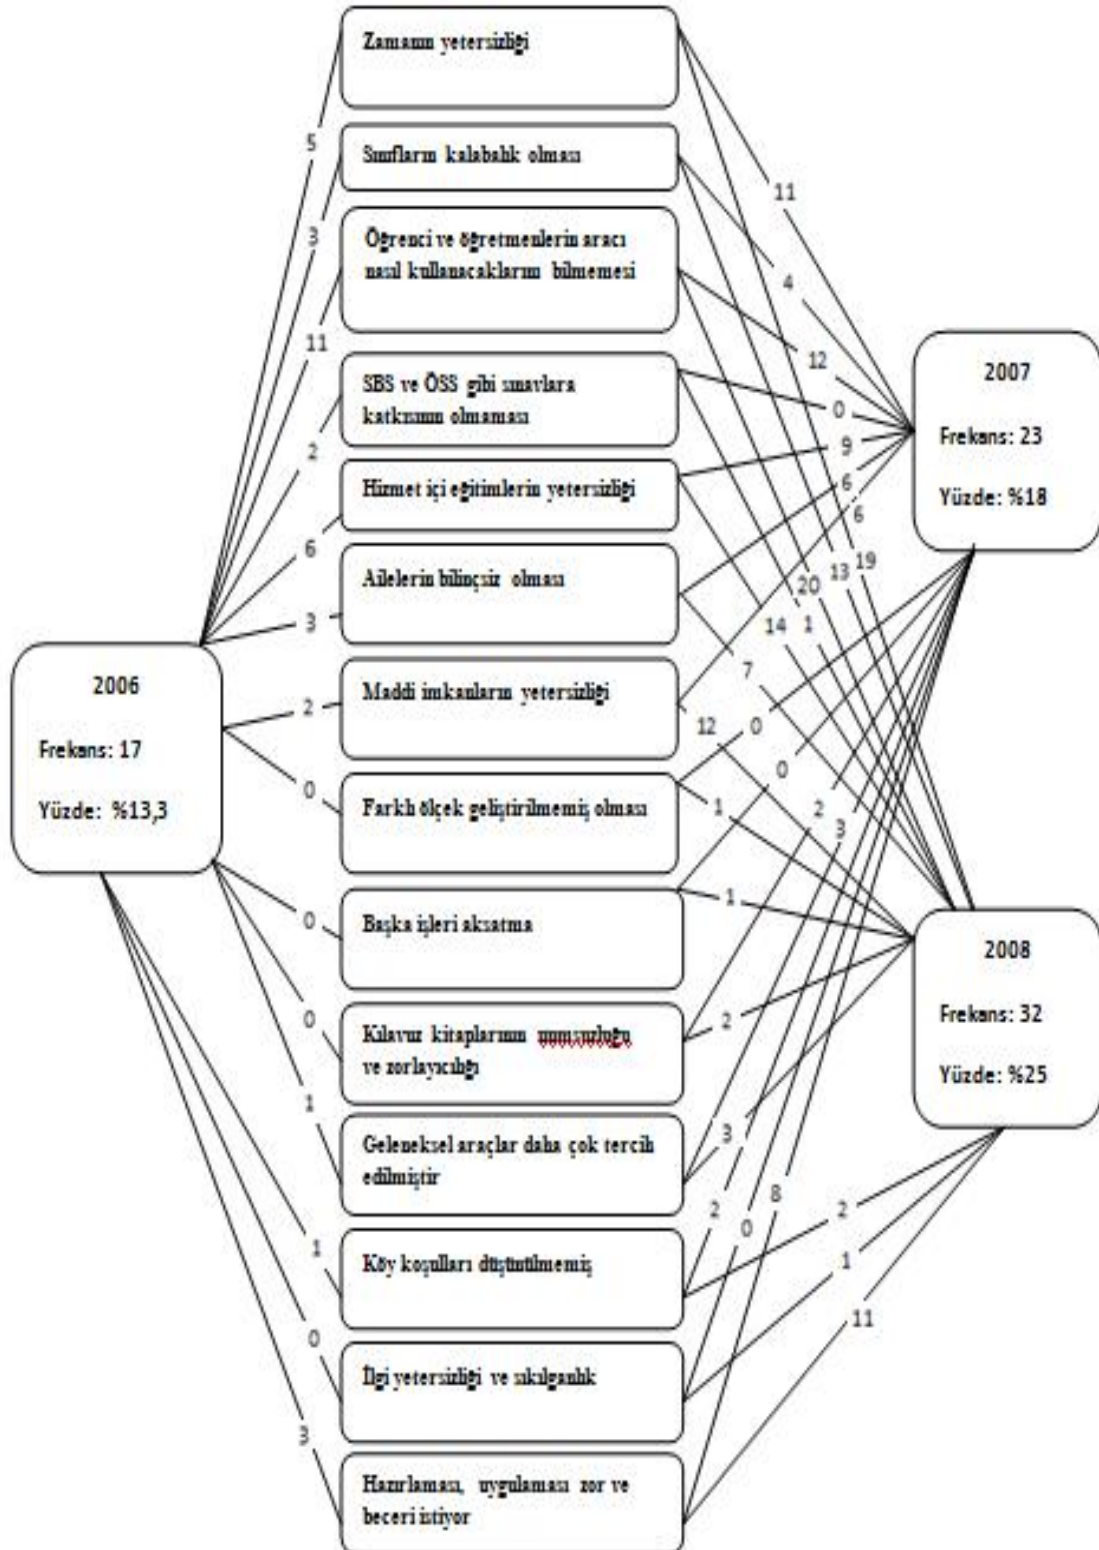 Zamanın yetersizliği
Sınıfların kalabalık olması
Öğrenci ve öğretmenlerin aracı
nasıl kullanacaklarını bilmemesi
SBS ve ÖSS gibi sınavlara
katkısının olmaması
Hizmet içi eğitimlerin yetersizliği
Ailelerin bilinçsiz olması
Maddi imkanların yetersizliği
Farklı ölçek geliştirilmemiş olması
Başka işleri aksatma
Kılavuz kitaplarının
ve zorlayıcılığı
Geleneksel araçlar daha çok tercih
edilmiştir
Köy koşulları düşünülmemiş
İlgi yetersizliği ve sıkılganlık
Hazırlaması, uygulaması zor ve
beceri istiyor
2006
Frekans: 17
Yüzde: %13,3
5
3
11
2
6
3
2
0
0
0
1
1
0
3
2007
Frekans: 23
Yüzde: %18
11
4
12
0
9
6
6
0
0
2
3
2
0
8
2008
Frekans: 32
Yüzde: %25
19
13
20
1
14
7
12
1
1
2
3
2
1
11